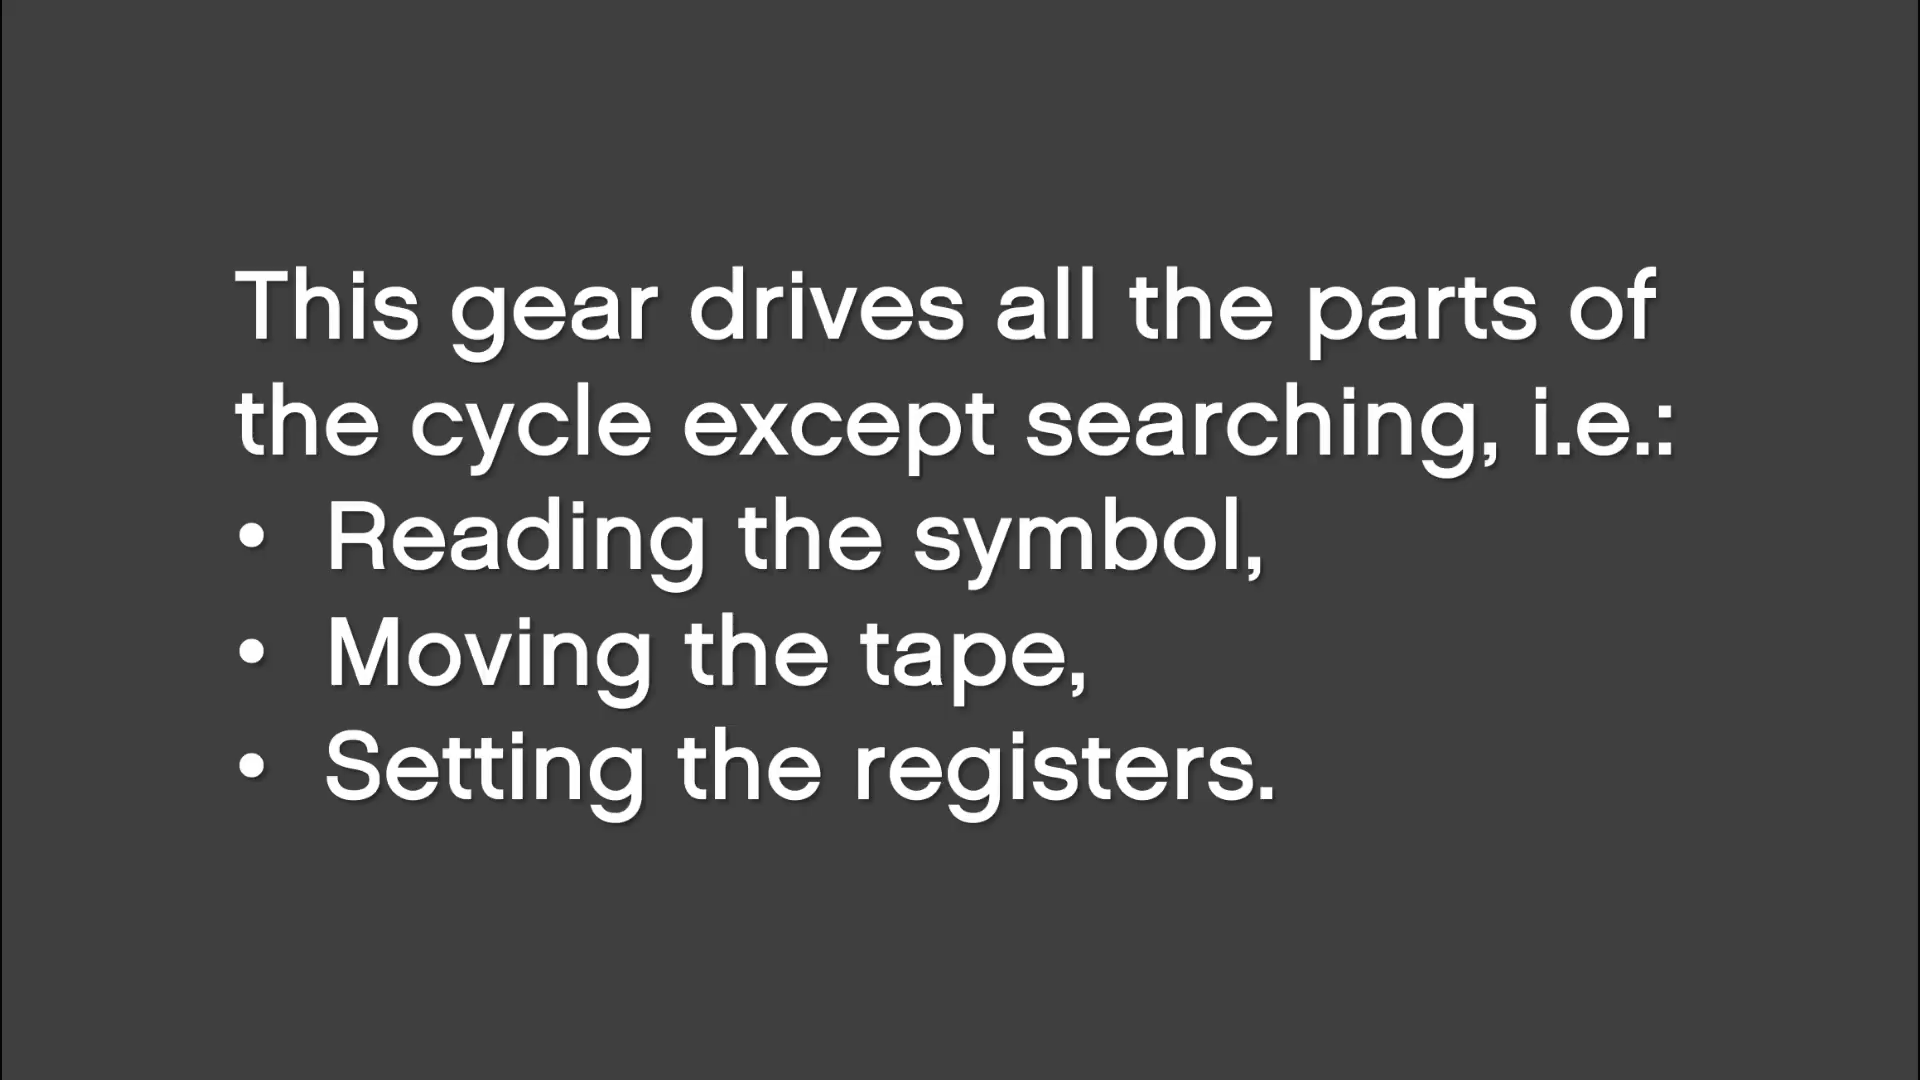 This gear drives all the parts of
the cycle except searching, i.e.:
• Reading the symbol,
• Moving the tape,
• Setting the registers.